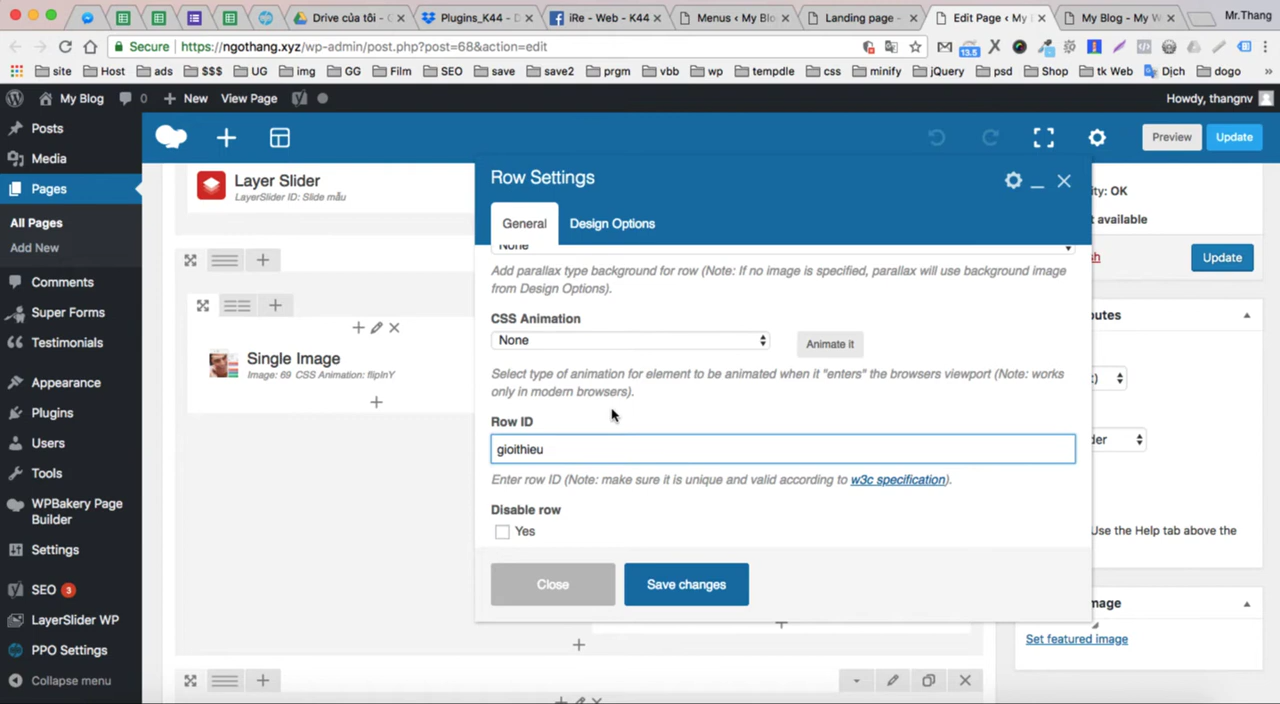 Drive của tôi - G
Plugins_K44 - D
iRe - Web - K44
Menus ‹ My Blo
Landing page -
Edit Page ‹ My
My Blog - My W
Mr.Thang
Secure
https://ngothang.xyz/wp-admin/post.php?post=68&action=edit
13.5
site
Host
ads
$$$
UG
img
GG
Film
SEO
save
save2
prgm
vbb
wp
tempdle
css
minify
jQuery
psd
Shop
tk Web
Dịch
dogo
»
My Blog
0
New
View Page
Howdy, thangnv
Posts
Media
Pages
All Pages
Add New
Comments
Super Forms
Testimonials
Appearance
Plugins
Users
Tools
WPBakery Page
Builder
Settings
SEO 3
LayerSlider WP
PPO Settings
Collapse menu
Preview
Update
Layer Slider
LayerSlider ID: Slide mẫu
Single Image
Image: 69 CSS Animation: flipInY
Row Settings
General
Design Options
None
Add parallax type background for row (Note: If no image is specified, parallax will use background image
from Design Options).
CSS Animation
None
Animate it
Select type of animation for element to be animated when it "enters" the browsers viewport (Note: works
only in modern browsers).
Row ID
gioithieu
Enter row ID (Note: make sure it is unique and valid according to w3c specification).
Disable row
Yes
Close
Save changes
ity: OK
t available
sh
Update
butes
t)
der
Use the Help tab above the
mage
Set featured image